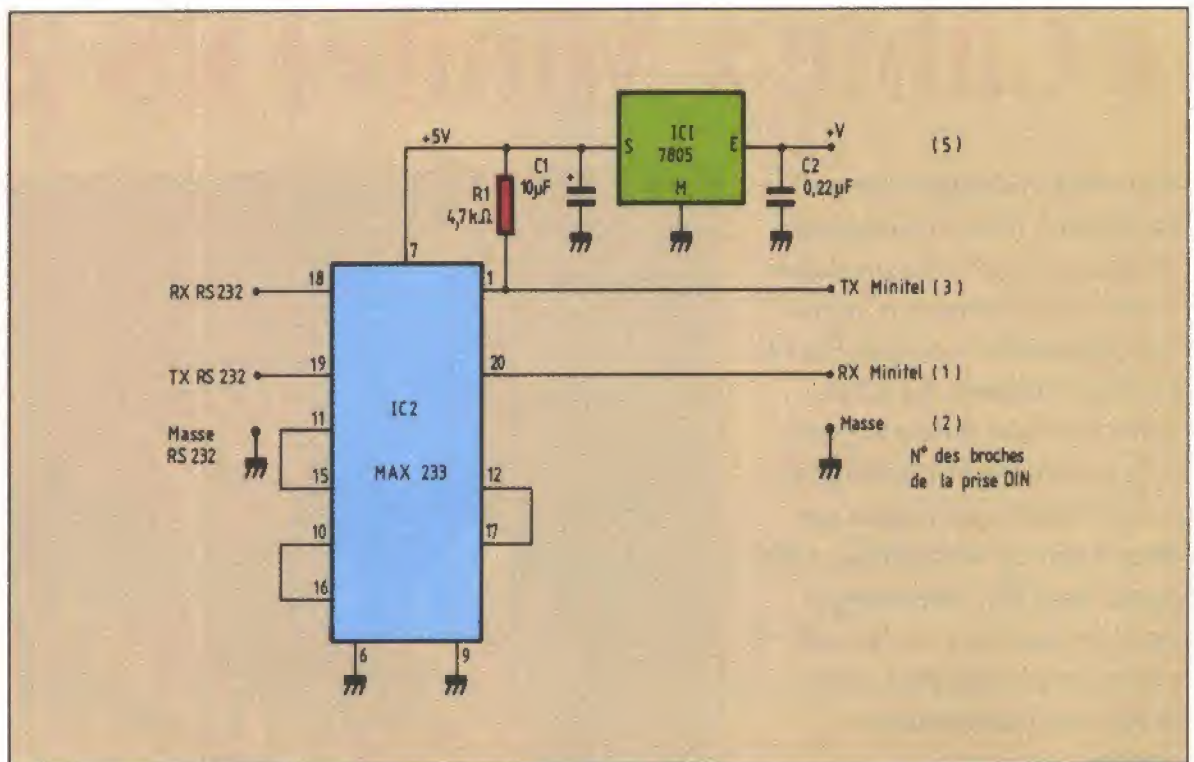 +5V
IC1
7805
S
E
M
+V
(5)
C1
10µF
C2
0,22µF
R1
4,7kΩ
7
RX RS232
18
1
TX Minitel (3)
TX RS 232
19
20
RX Minitel (1)
IC2
MAX 233
Masse
RS 232
11
15
10
16
12
17
Masse (2)
N° des broches
de la prise DIN
6
9